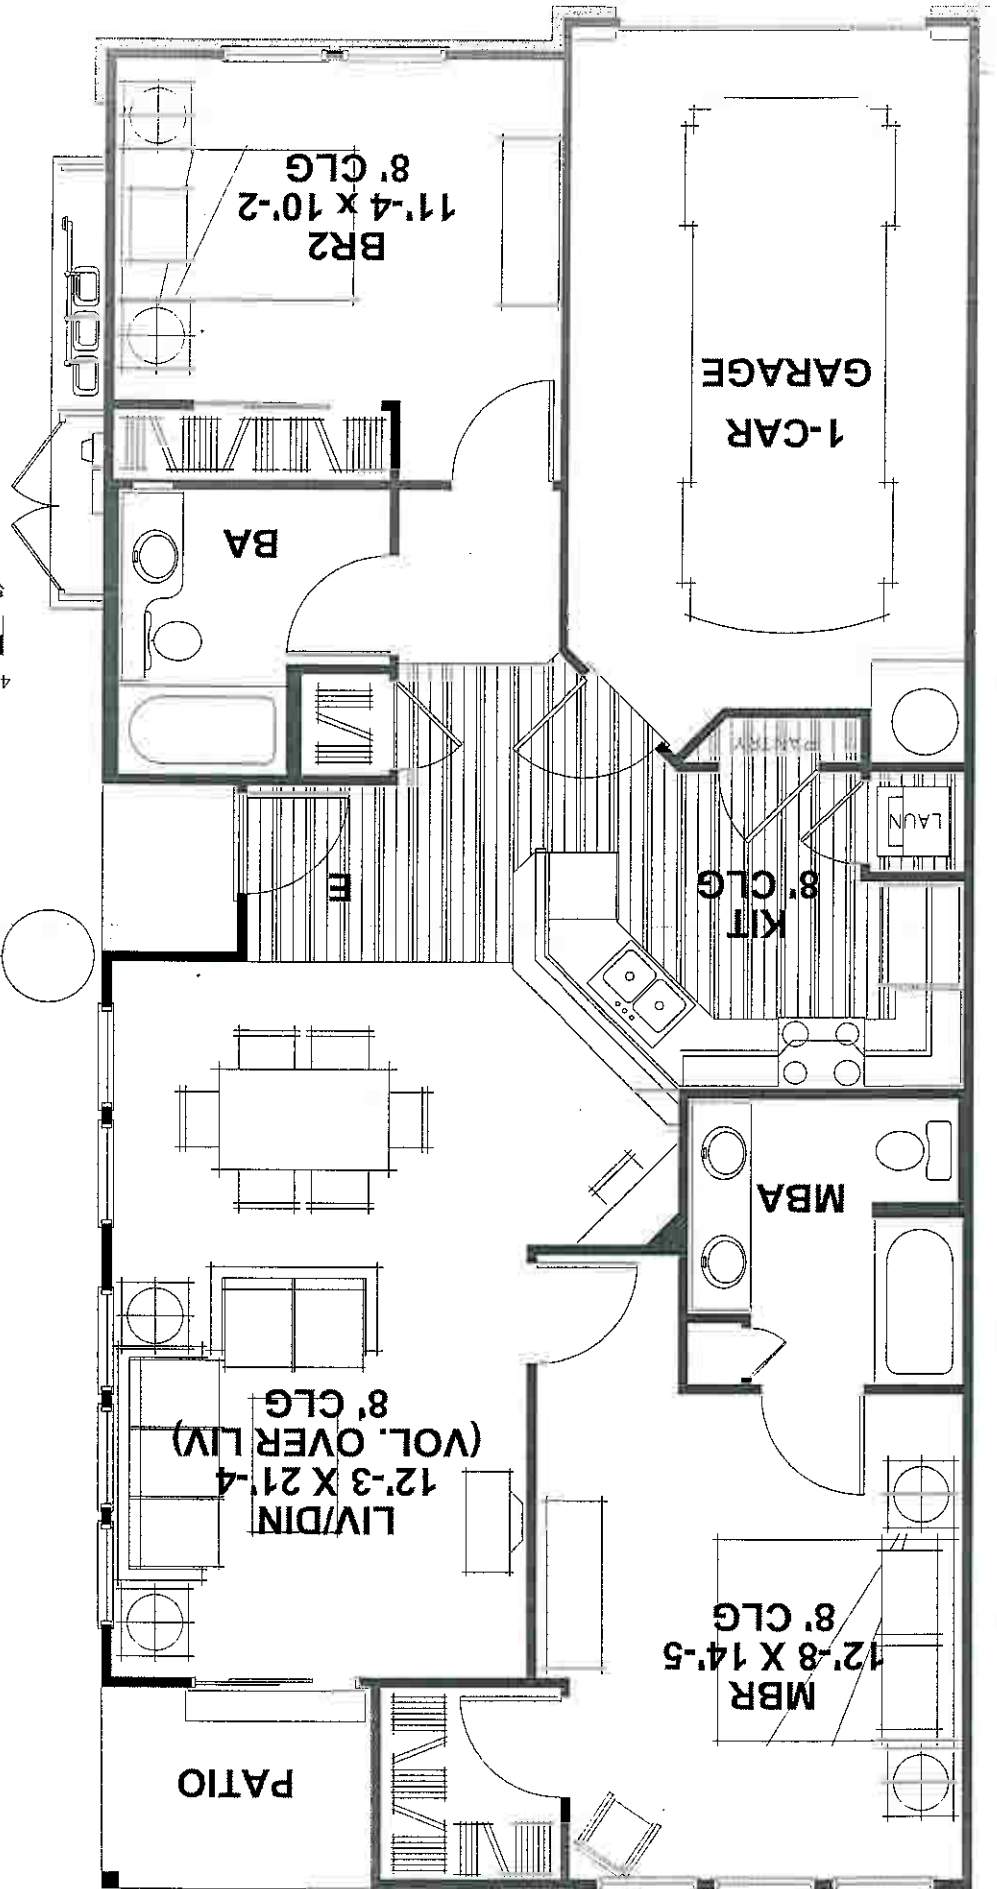 PATIO
MBR
12'-8 X 14'-5
8' CLG
LIV/DIN
12'-3 X 21'-4
(VOL. OVER LIV)
8' CLG
MBA
KIT
8' CLG
E
LAUN
PANTRY
BA
1-CAR
GARAGE
BR2
11'-4 x 10'-2
8' CLG